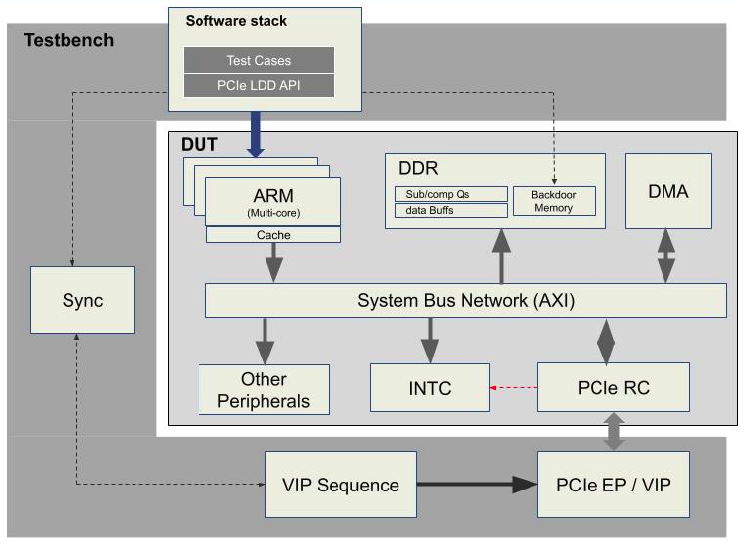 Software stack
Testbench
Test Cases
PCIe LDD API
DUT
DDR
ARM
(Multi-core)
Cache
Sub/comp Qs
data Buffs
Backdoor
Memory
DMA
Sync
System Bus Network (AXI)
Other
Peripherals
INTC
PCIe RC
VIP Sequence
PCIe EP / VIP